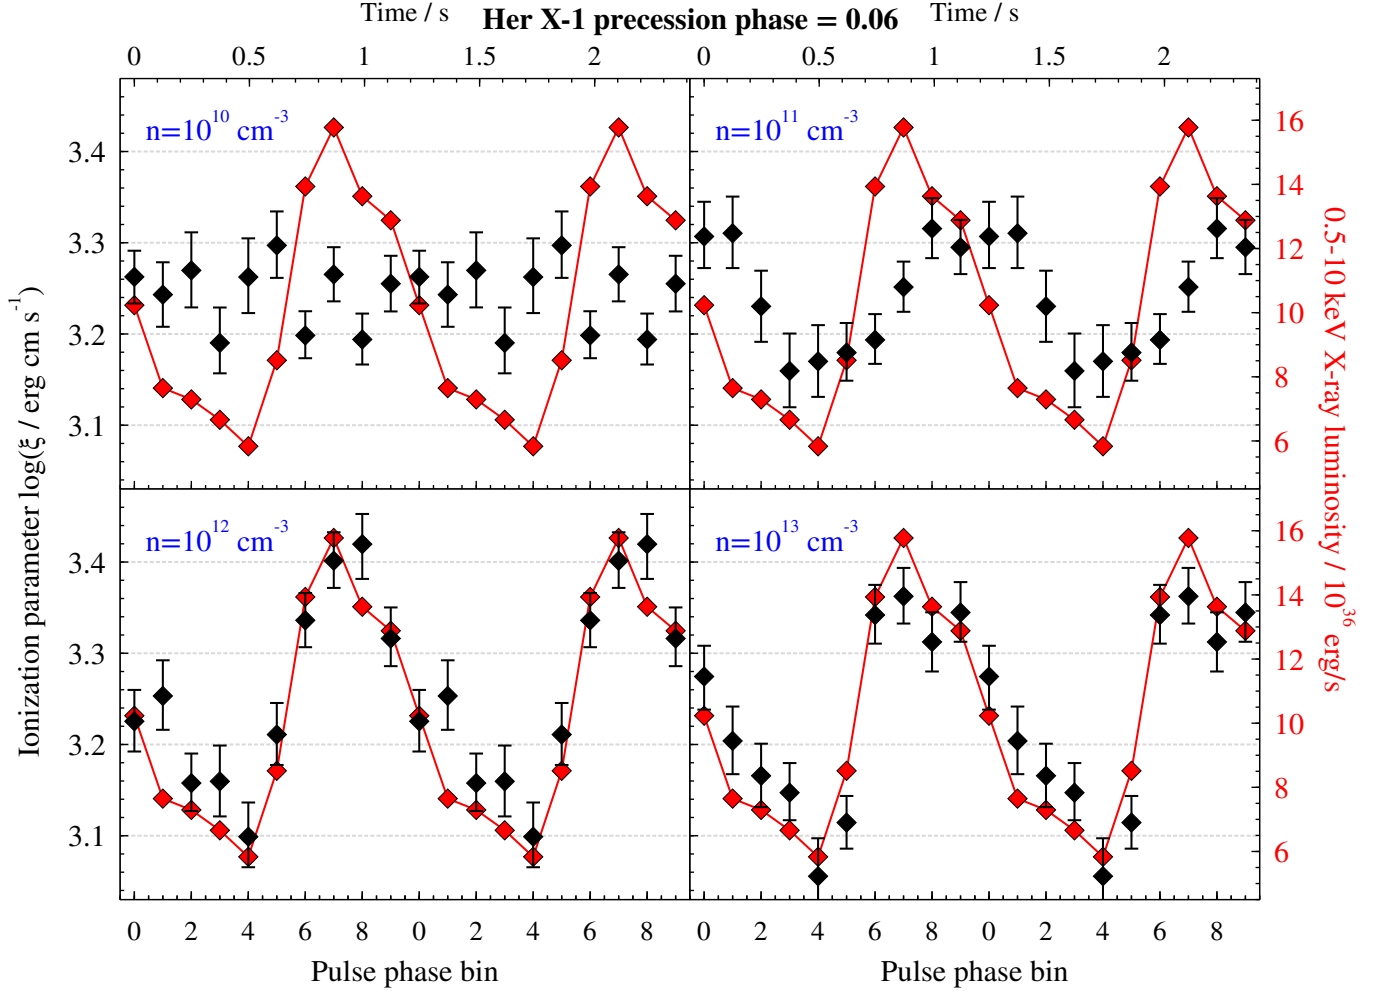 Time / s Her X-1 precession phase = 0.06 Time / s
0 0.5 1 1.5 2 0 0.5 1 1.5 2
n=10^10 cm^-3 n=10^11 cm^-3
3.4
3.3
3.2
3.1
16
14
12
10
8
6
Ionization parameter log(ξ / erg cm s^-1)
0.5-10 keV X-ray luminosity / 10^36 erg/s
n=10^12 cm^-3 n=10^13 cm^-3
3.4
3.3
3.2
3.1
16
14
12
10
8
6
0 2 4 6 8 0 2 4 6 8 0 2 4 6 8 0 2 4 6 8
Pulse phase bin Pulse phase bin